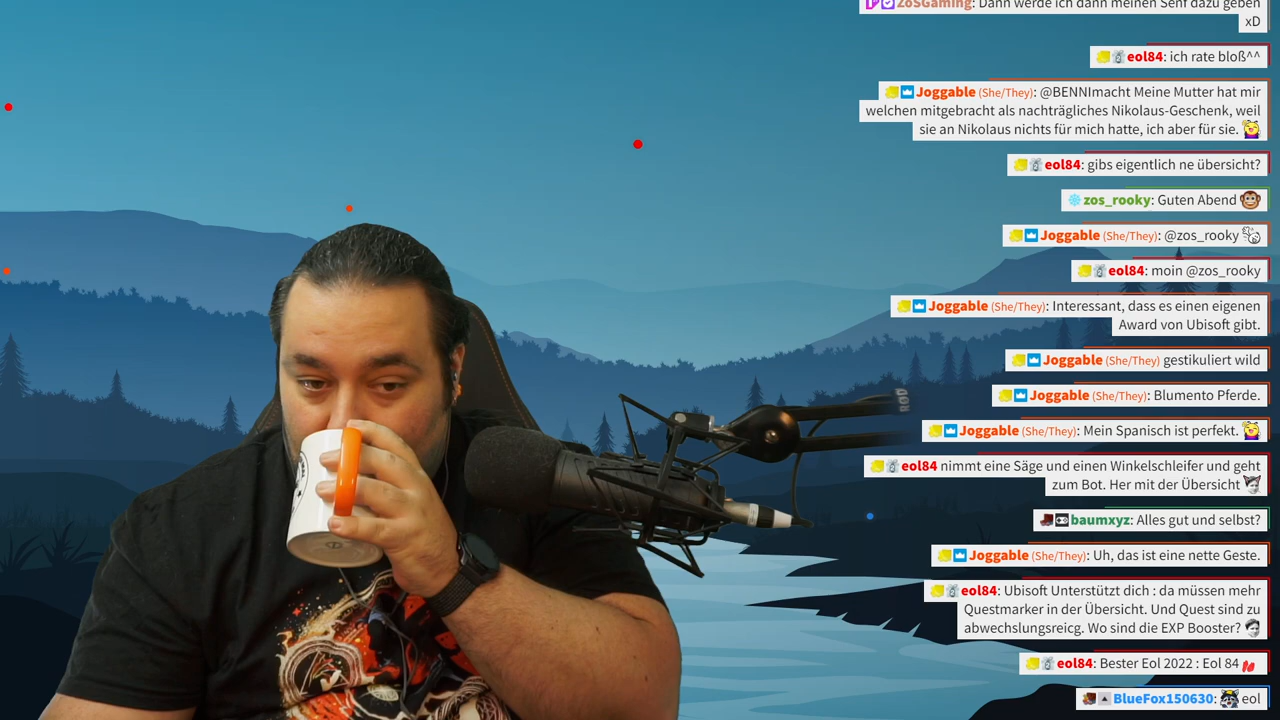 ZoSGaming: Dann werde ich dann meinen Senf dazu geben
xD
eol84: ich rate bloß^^
Joggable (She/They): @BENNImacht Meine Mutter hat mir
welchen mitgebracht als nachträgliches Nikolaus-Geschenk, weil
sie an Nikolaus nichts für mich hatte, ich aber für sie.
eol84: gibs eigentlich ne übersicht?
zos_rooky: Guten Abend
Joggable (She/They): @zos_rooky
eol84: moin @zos_rooky
Joggable (She/They): Interessant, dass es einen eigenen
Award von Ubisoft gibt.
Joggable (She/They) gestikuliert wild
Joggable (She/They): Blumento Pferde.
Joggable (She/They): Mein Spanisch ist perfekt.
eol84 nimmt eine Säge und einen Winkelschleifer und geht
zum Bot. Her mit der Übersicht
baumxyz: Alles gut und selbst?
Joggable (She/They): Uh, das ist eine nette Geste.
eol84: Ubisoft Unterstützt dich : da müssen mehr
Questmarker in der Übersicht. Und Quest sind zu
abwechslungsreicg. Wo sind die EXP Booster?
eol84: Bester Eol 2022 : Eol 84
BlueFox150630: eol
RØDE